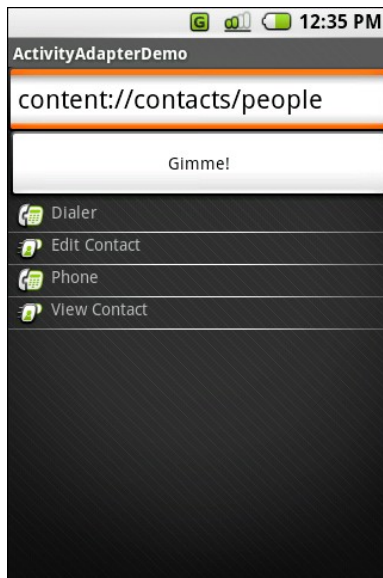 G 12:35 PM
ActivityAdapterDemo
content://contacts/people
Gimme!
Dialer
Edit Contact
Phone
View Contact